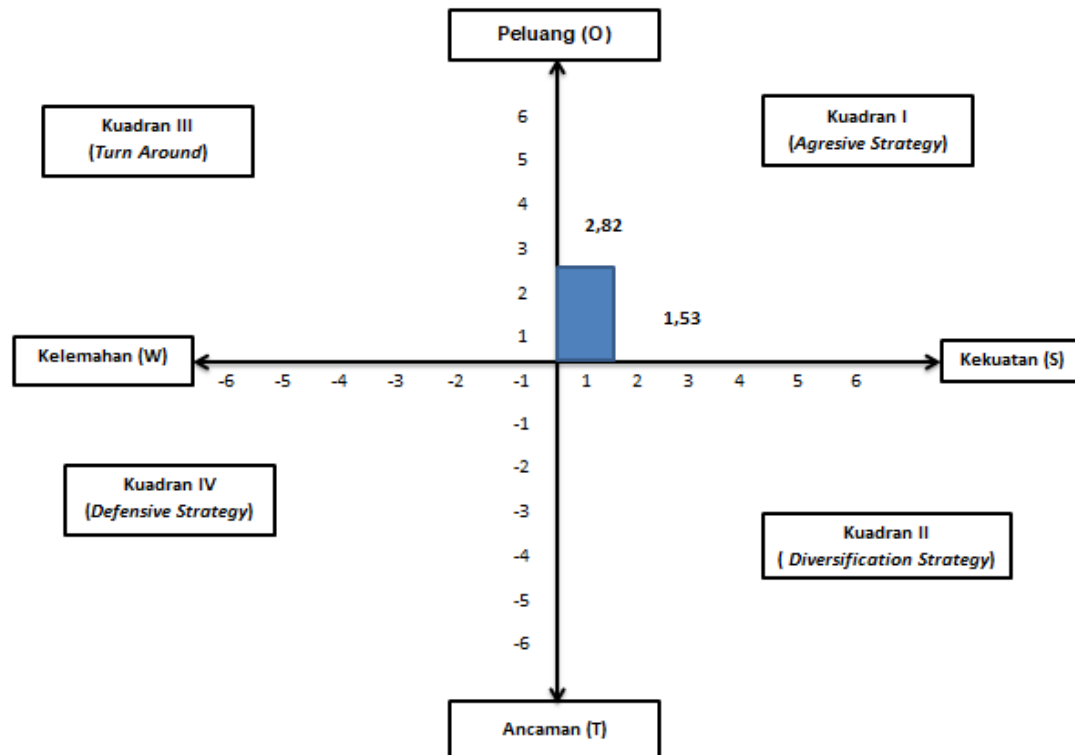 Peluang (O)
Kuadran III
(Turn Around)
Kuadran I
(Agresive Strategy)
6
5
4
3
2
1
2,82
1,53
Kelemahan (W)
Kekuatan (S)
-6 -5 -4 -3 -2 -1 1 2 3 4 5 6
-1
-2
-3
-4
-5
-6
Kuadran IV
(Defensive Strategy)
Kuadran II
( Diversification Strategy)
Ancaman (T)